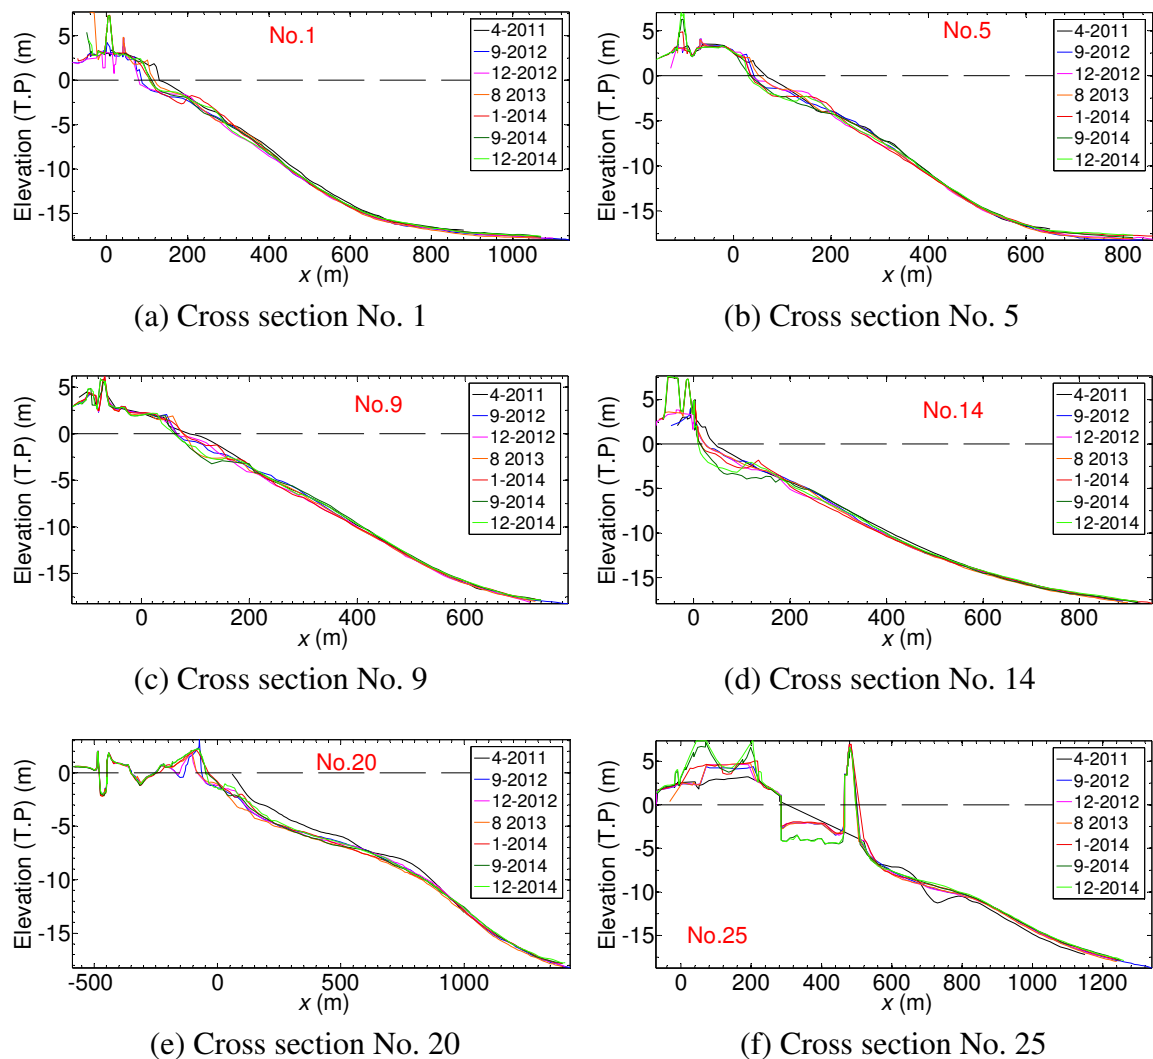 No.1
4-2011
9-2012
12-2012
8 2013
1-2014
9-2014
12-2014
Elevation (T.P) (m)
5
0
-5
-10
-15
0 200 400 600 800 1000
x (m)
(a) Cross section No. 1
No.5
4-2011
9-2012
12-2012
8 2013
1-2014
9-2014
12-2014
Elevation (T.P) (m)
5
0
-5
-10
-15
0 200 400 600 800
x (m)
(b) Cross section No. 5
No.9
4-2011
9-2012
12-2012
8 2013
1-2014
9-2014
12-2014
Elevation (T.P) (m)
5
0
-5
-10
-15
0 200 400 600
x (m)
(c) Cross section No. 9
No.14
4-2011
9-2012
12-2012
8 2013
1-2014
9-2014
12-2014
Elevation (T.P) (m)
5
0
-5
-10
-15
0 200 400 600 800
x (m)
(d) Cross section No. 14
No.20
4-2011
9-2012
12-2012
8 2013
1-2014
9-2014
12-2014
Elevation (T.P) (m)
0
-5
-10
-15
-500 0 500 1000
x (m)
(e) Cross section No. 20
No.25
4-2011
9-2012
12-2012
8 2013
1-2014
9-2014
12-2014
Elevation (T.P) (m)
5
0
-5
-10
-15
0 200 400 600 800 1000 1200
x (m)
(f) Cross section No. 25